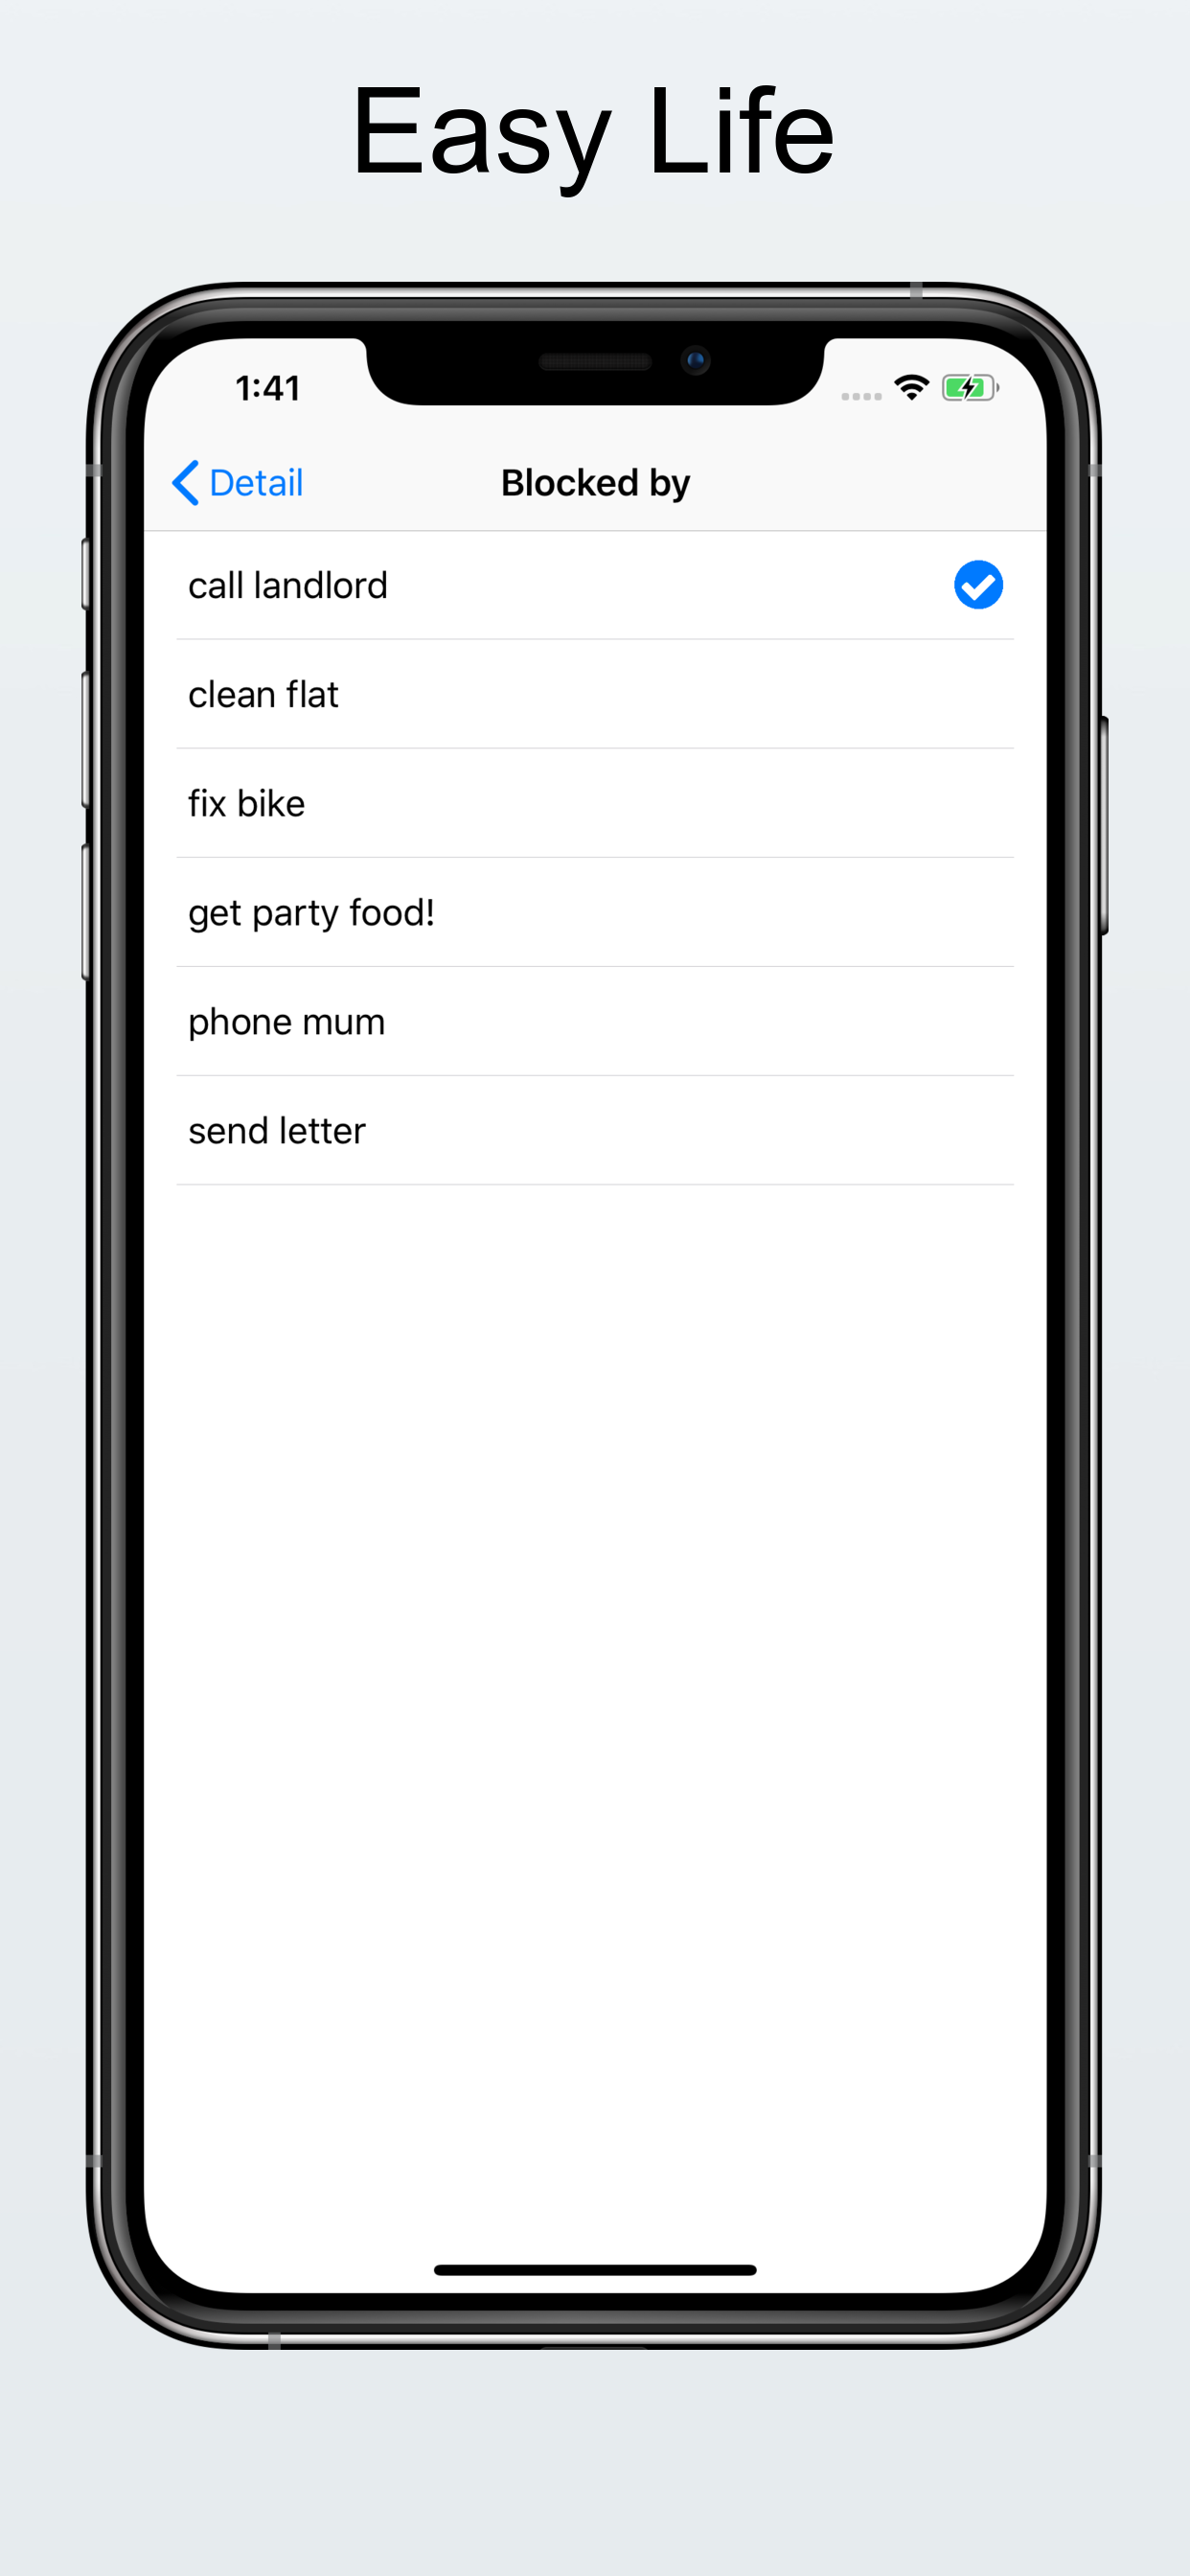 Easy Life
1:41
Detail
Blocked by
call landlord
clean flat
fix bike
get party food!
phone mum
send letter